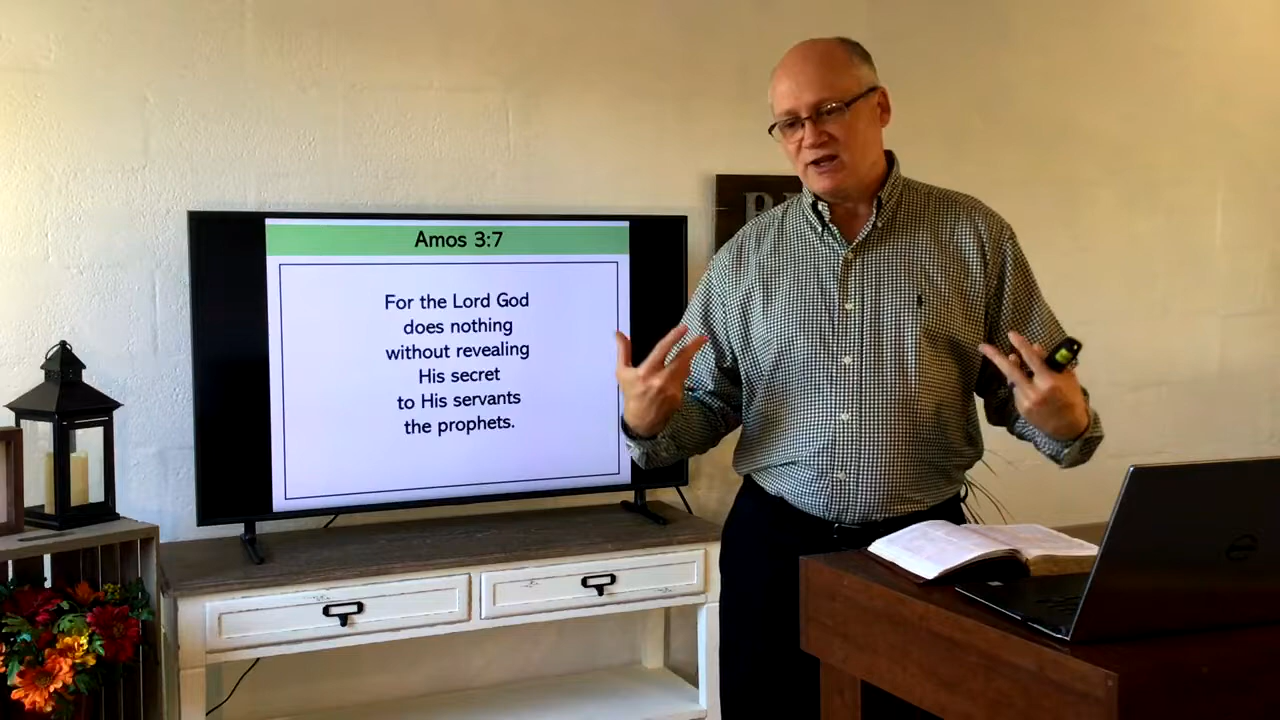 Amos 3:7
For the Lord God
does nothing
without revealing
His secret
to His servants
the prophets.